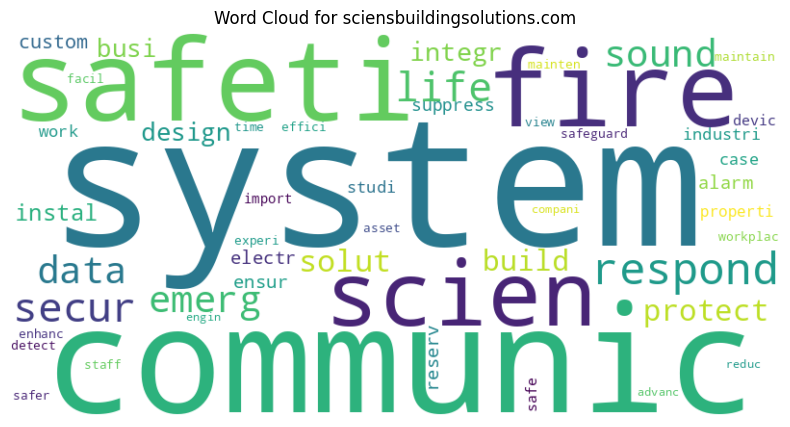 Word Cloud for sciensbuildingsolutions.com
custom busi safeti facil integr life mainten fire sound maintain
suppress devic
work design time effici view safeguard industri
system case
import studi alarm
instal asset compani properti
experi workplac
data electr solut build respond
secur emerg ensur scien protect
engin
enhanc communic reserv
detect
staff reduc
safer safe advanc